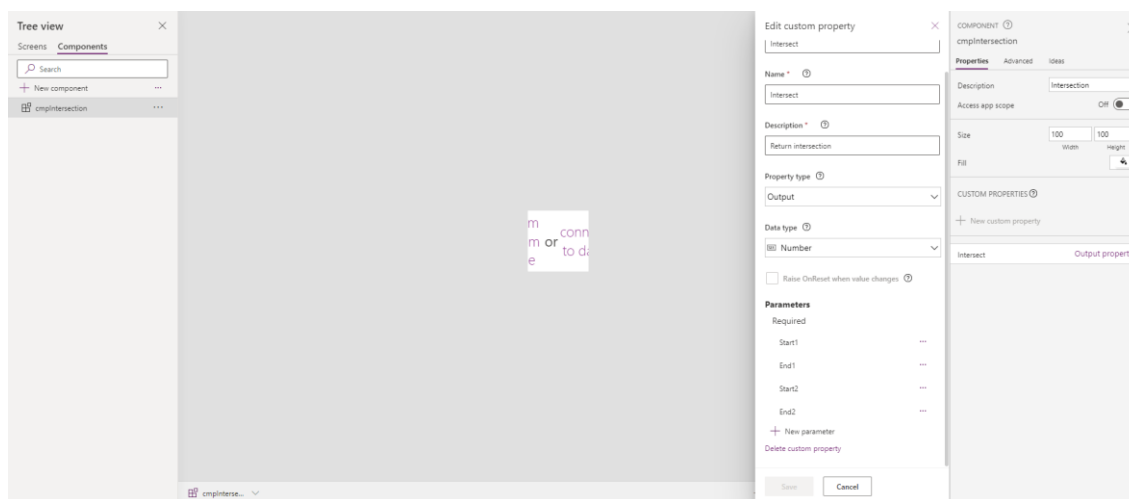 Tree view
Screens Components
Search
New component
cmpIntersection
m
m or conn
e to da
cmpInterse...
Edit custom property
Intersect
Name *
Intersect
Description *
Return intersection
Property type
Output
Data type
Number
Raise OnReset when value changes
Parameters
Required
Start1
End1
Start2
End2
New parameter
Delete custom property
Save Cancel
COMPONENT
cmpIntersection
Properties Advanced Ideas
Description Intersection
Access app scope Off
Size 100 100
Width Height
Fill
CUSTOM PROPERTIES
New custom property
Intersect Output propert